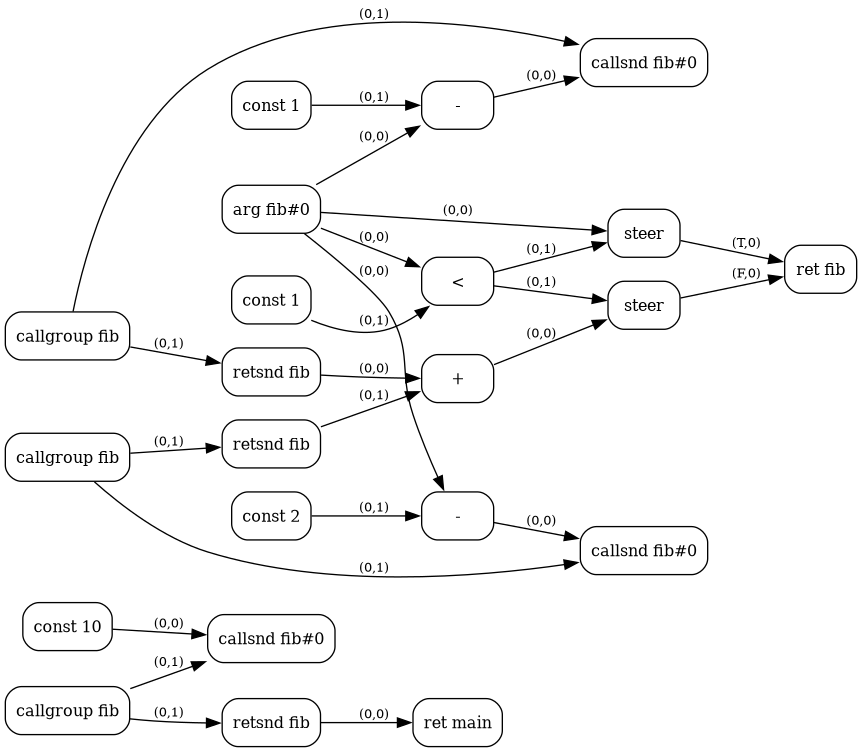 (0,1)
callsnd fib#0
const 1
(0,1)
-
(0,0)
(0,0)
arg fib#0
(0,0)
steer
(T,0)
ret fib
(0,0)
<
(0,1)
(0,1)
steer
(F,0)
(0,0)
const 1
(0,1)
callgroup fib
(0,1)
retsnd fib
(0,0)
+
(0,0)
callgroup fib
(0,1)
retsnd fib
(0,1)
const 2
(0,1)
-
(0,0)
callsnd fib#0
(0,1)
const 10
(0,0)
callsnd fib#0
callgroup fib
(0,1)
(0,1)
retsnd fib
(0,0)
ret main